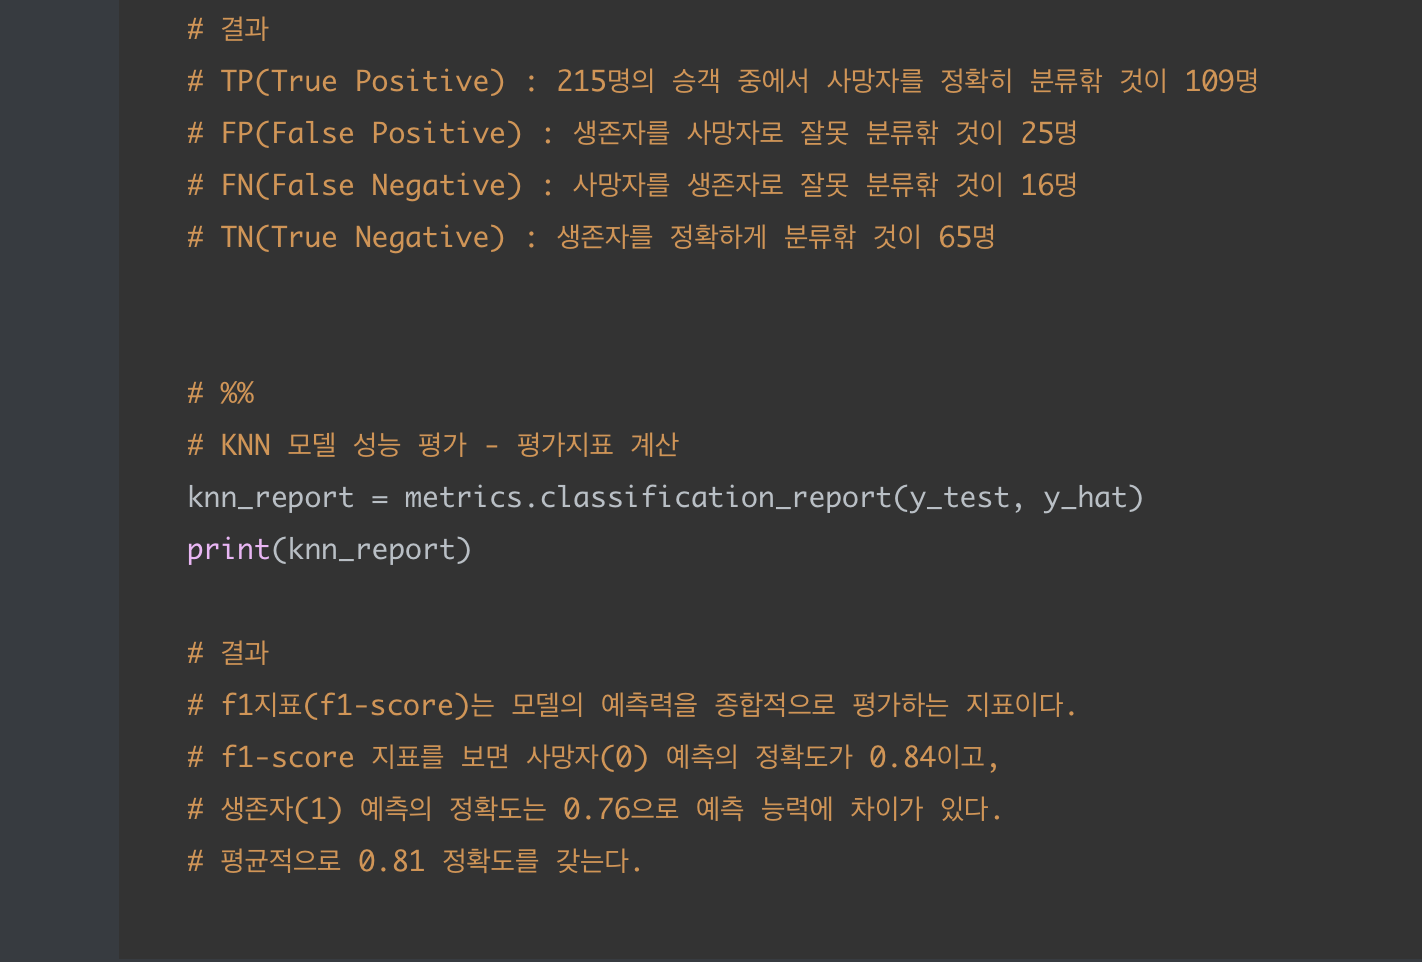 # 결과
# TP(True Positive) : 215명의 승객 중에서 사망자를 정확히 분류핚 것이 109명
# FP(False Positive) : 생존자를 사망자로 잘못 분류핚 것이 25명
# FN(False Negative) : 사망자를 생존자로 잘못 분류핚 것이 16명
# TN(True Negative) : 생존자를 정확하게 분류핚 것이 65명
# %%
# KNN 모델 성능 평가 - 평가지표 계산
knn_report = metrics.classification_report(y_test, y_hat)
print(knn_report)
# 결과
# f1지표(f1-score)는 모델의 예측력을 종합적으로 평가하는 지표이다.
# f1-score 지표를 보면 사망자(0) 예측의 정확도가 0.84이고,
# 생존자(1) 예측의 정확도는 0.76으로 예측 능력에 차이가 있다.
# 평균적으로 0.81 정확도를 갖는다.